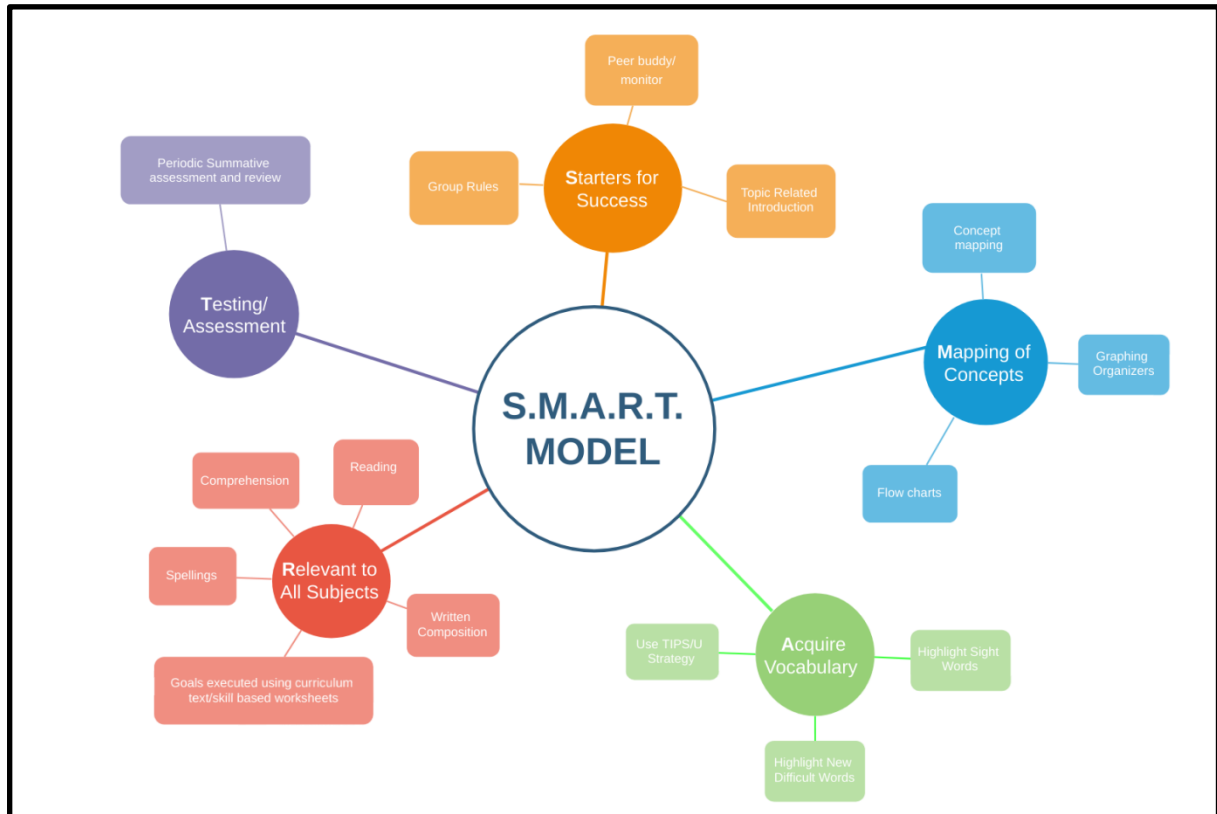 S.M.A.R.T.
MODEL
Starters for
Success
Peer buddy/
monitor
Group Rules
Topic Related
Introduction
Mapping of
Concepts
Concept
mapping
Graphing
Organizers
Flow charts
Acquire
Vocabulary
Use TIPS/U
Strategy
Highlight Sight
Words
Highlight New
Difficult Words
Relevant to
All Subjects
Comprehension
Reading
Spellings
Written
Composition
Goals executed using curriculum
text/skill based worksheets
Testing/
Assessment
Periodic Summative
assessment and review